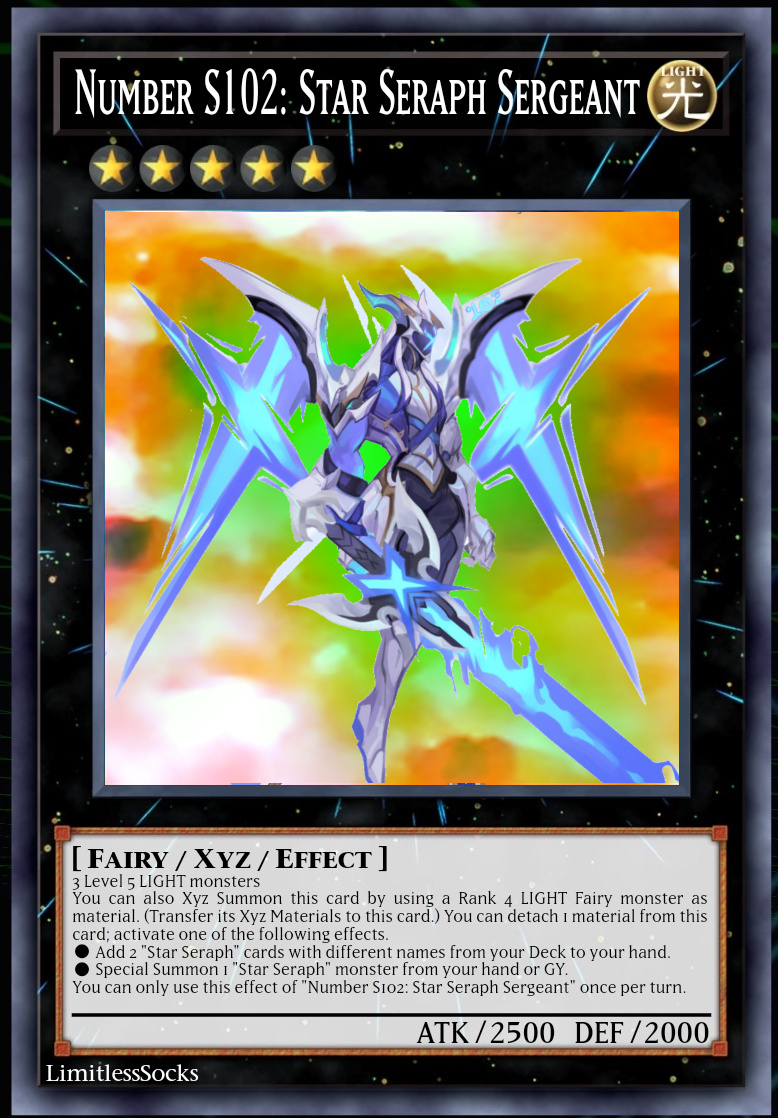 Number S102: Star Seraph Sergeant
LIGHT
光
[ Fairy / Xyz / Effect ]
3 Level 5 LIGHT monsters
You can also Xyz Summon this card by using a Rank 4 LIGHT Fairy monster as
material. (Transfer its Xyz Materials to this card.) You can detach 1 material from this
card; activate one of the following effects.
● Add 2 "Star Seraph" cards with different names from your Deck to your hand.
● Special Summon 1 "Star Seraph" monster from your hand or GY.
You can only use this effect of "Number S102: Star Seraph Sergeant" once per turn.
ATK/2500 DEF/2000
LimitlessSocks